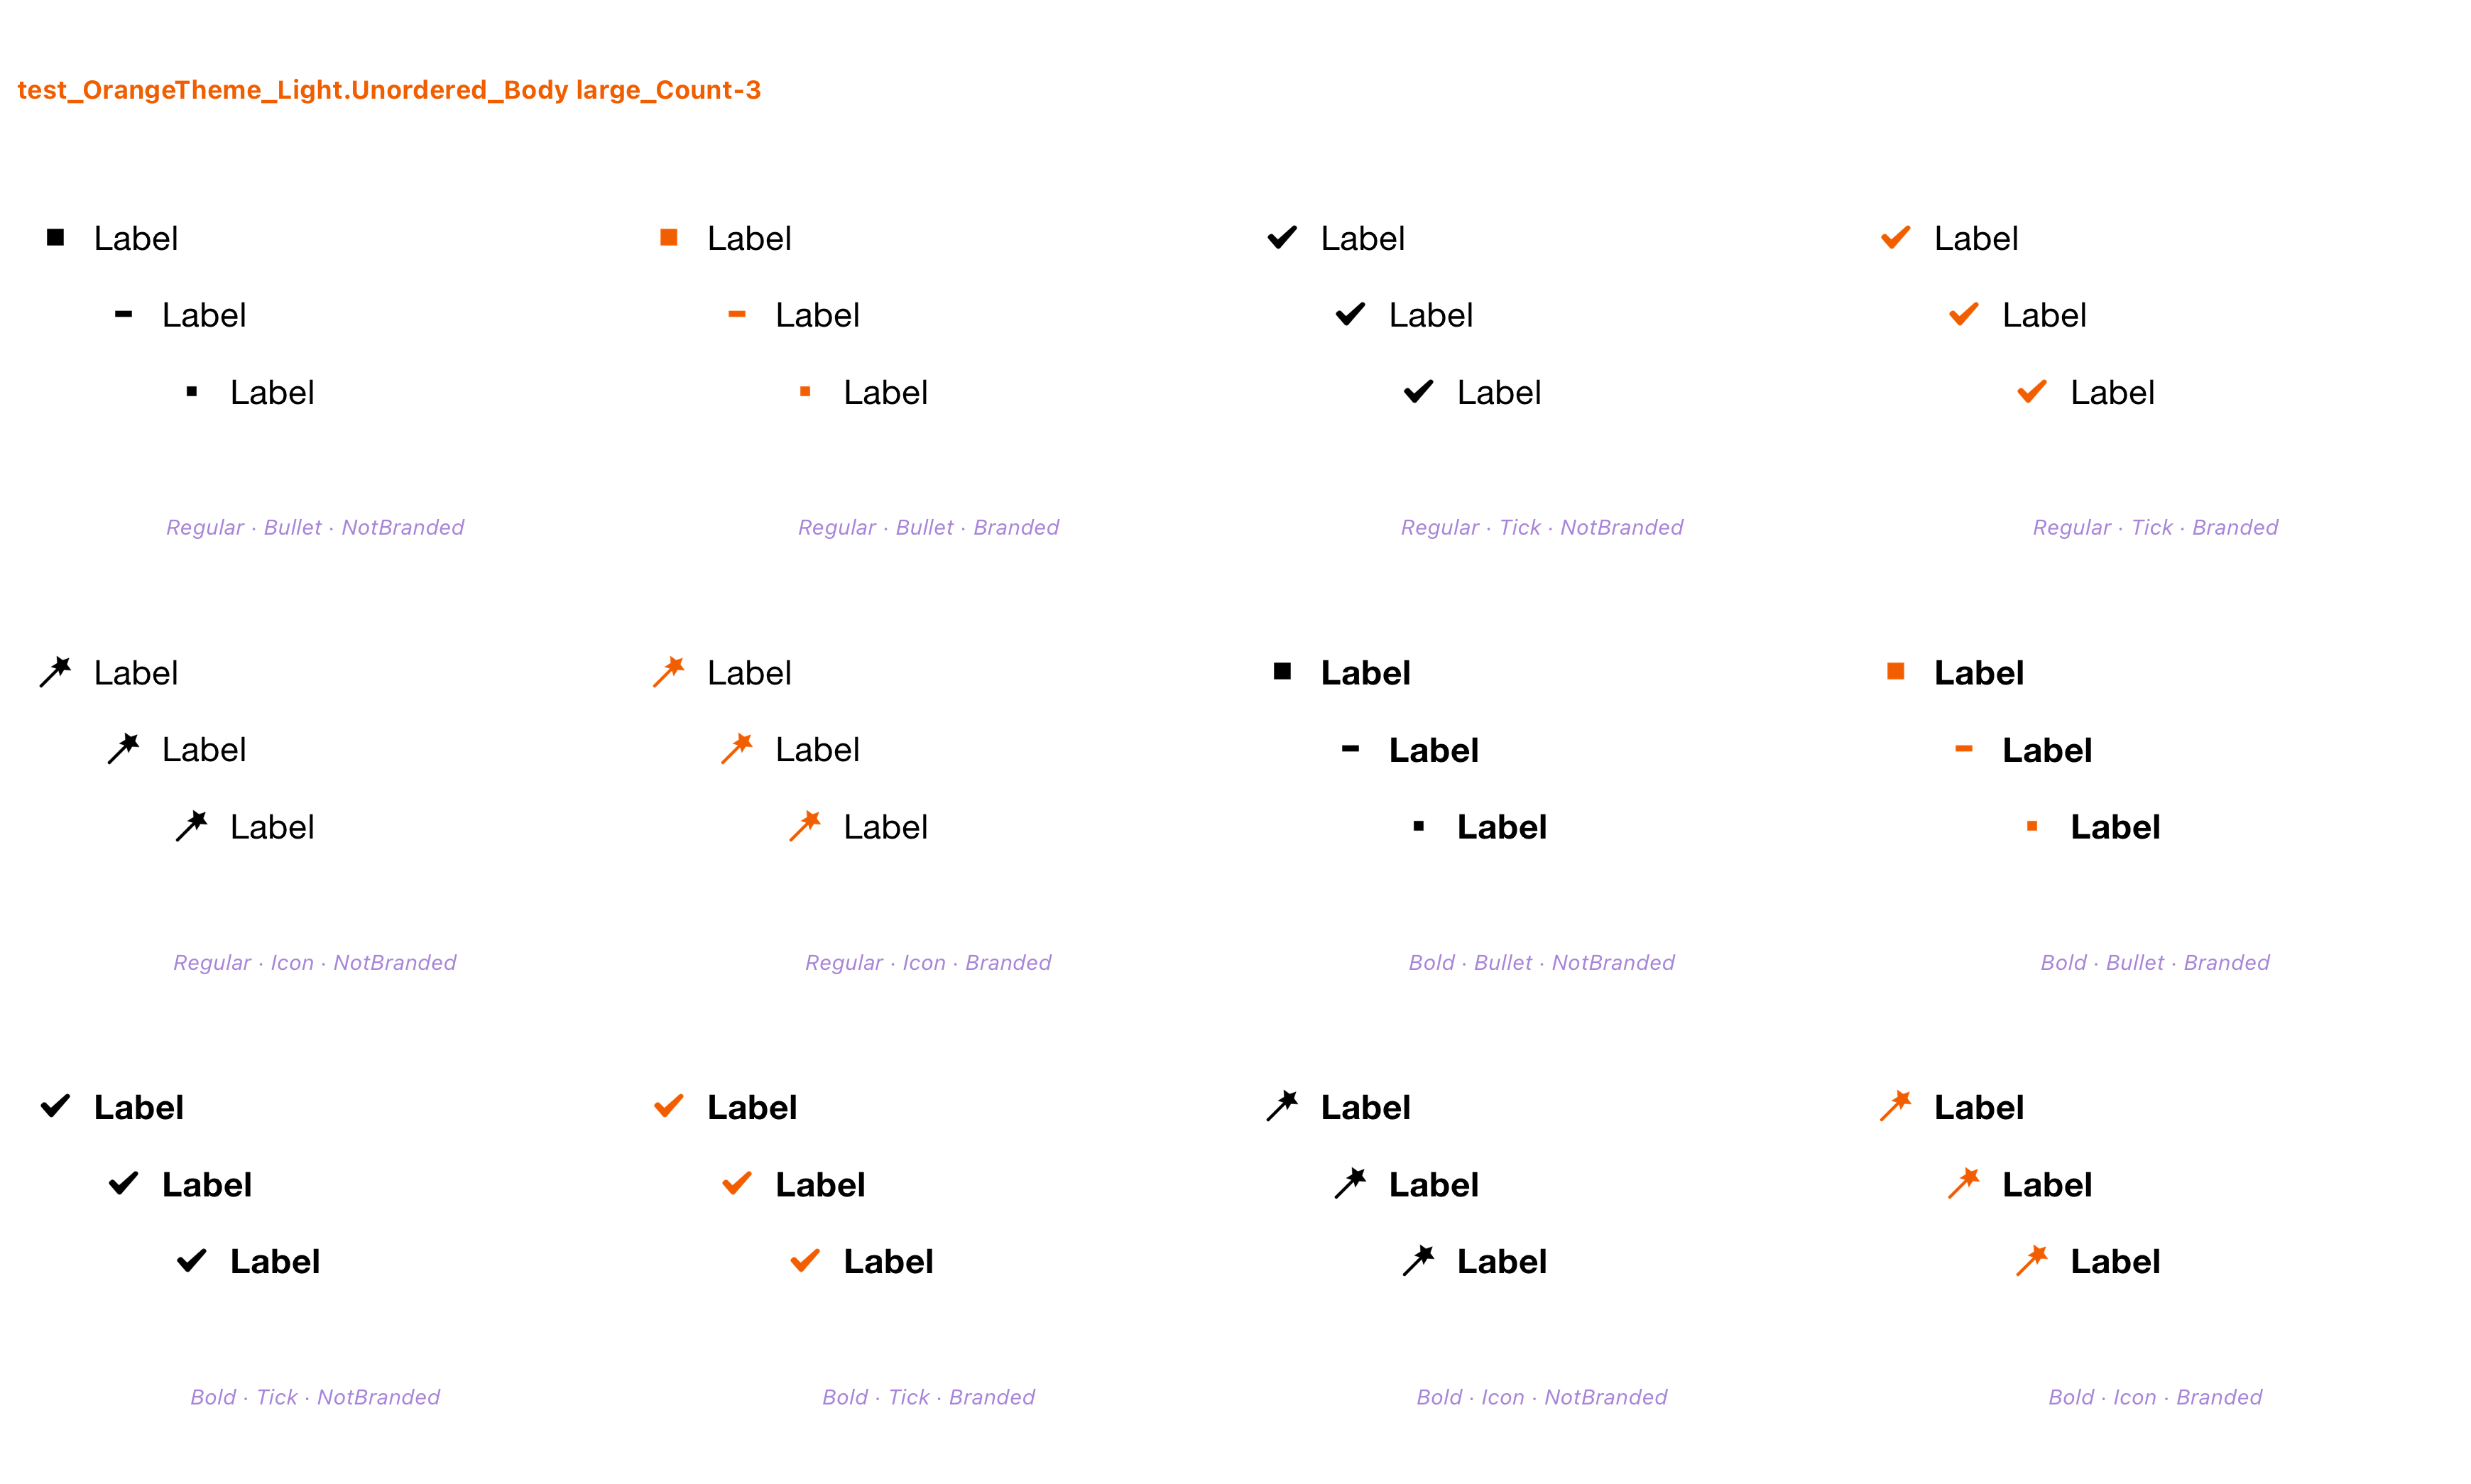 test_OrangeTheme_Light.Unordered_Body large_Count-3
Label
Label
Label
Regular · Bullet · NotBranded
Label
Label
Label
Regular · Bullet · Branded
Label
Label
Label
Regular · Tick · NotBranded
Label
Label
Label
Regular · Tick · Branded
Label
Label
Label
Regular · Icon · NotBranded
Label
Label
Label
Regular · Icon · Branded
Label
Label
Label
Bold · Bullet · NotBranded
Label
Label
Label
Bold · Bullet · Branded
Label
Label
Label
Bold · Tick · NotBranded
Label
Label
Label
Bold · Tick · Branded
Label
Label
Label
Bold · Icon · NotBranded
Label
Label
Label
Bold · Icon · Branded